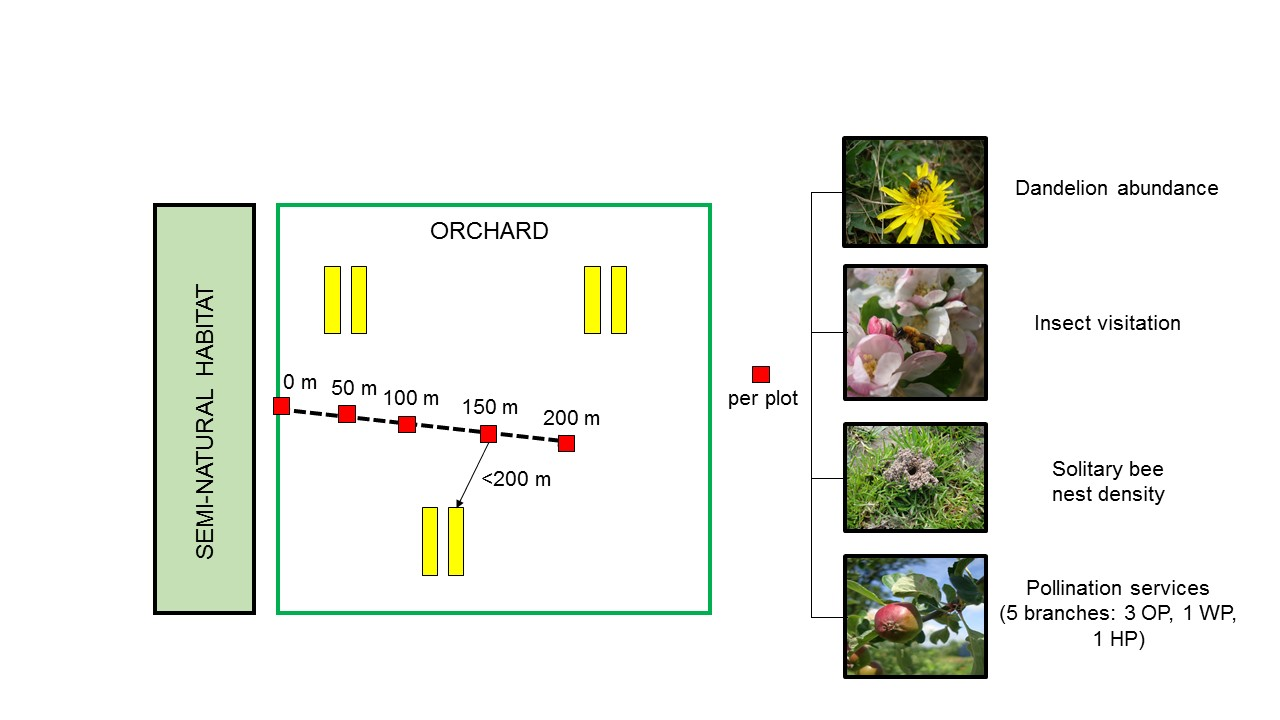 SEMI-NATURAL HABITAT
ORCHARD
0 m
50 m
100 m
150 m
200 m
<200 m
per plot
Dandelion abundance
Insect visitation
Solitary bee
nest density
Pollination services
(5 branches: 3 OP, 1 WP,
1 HP)